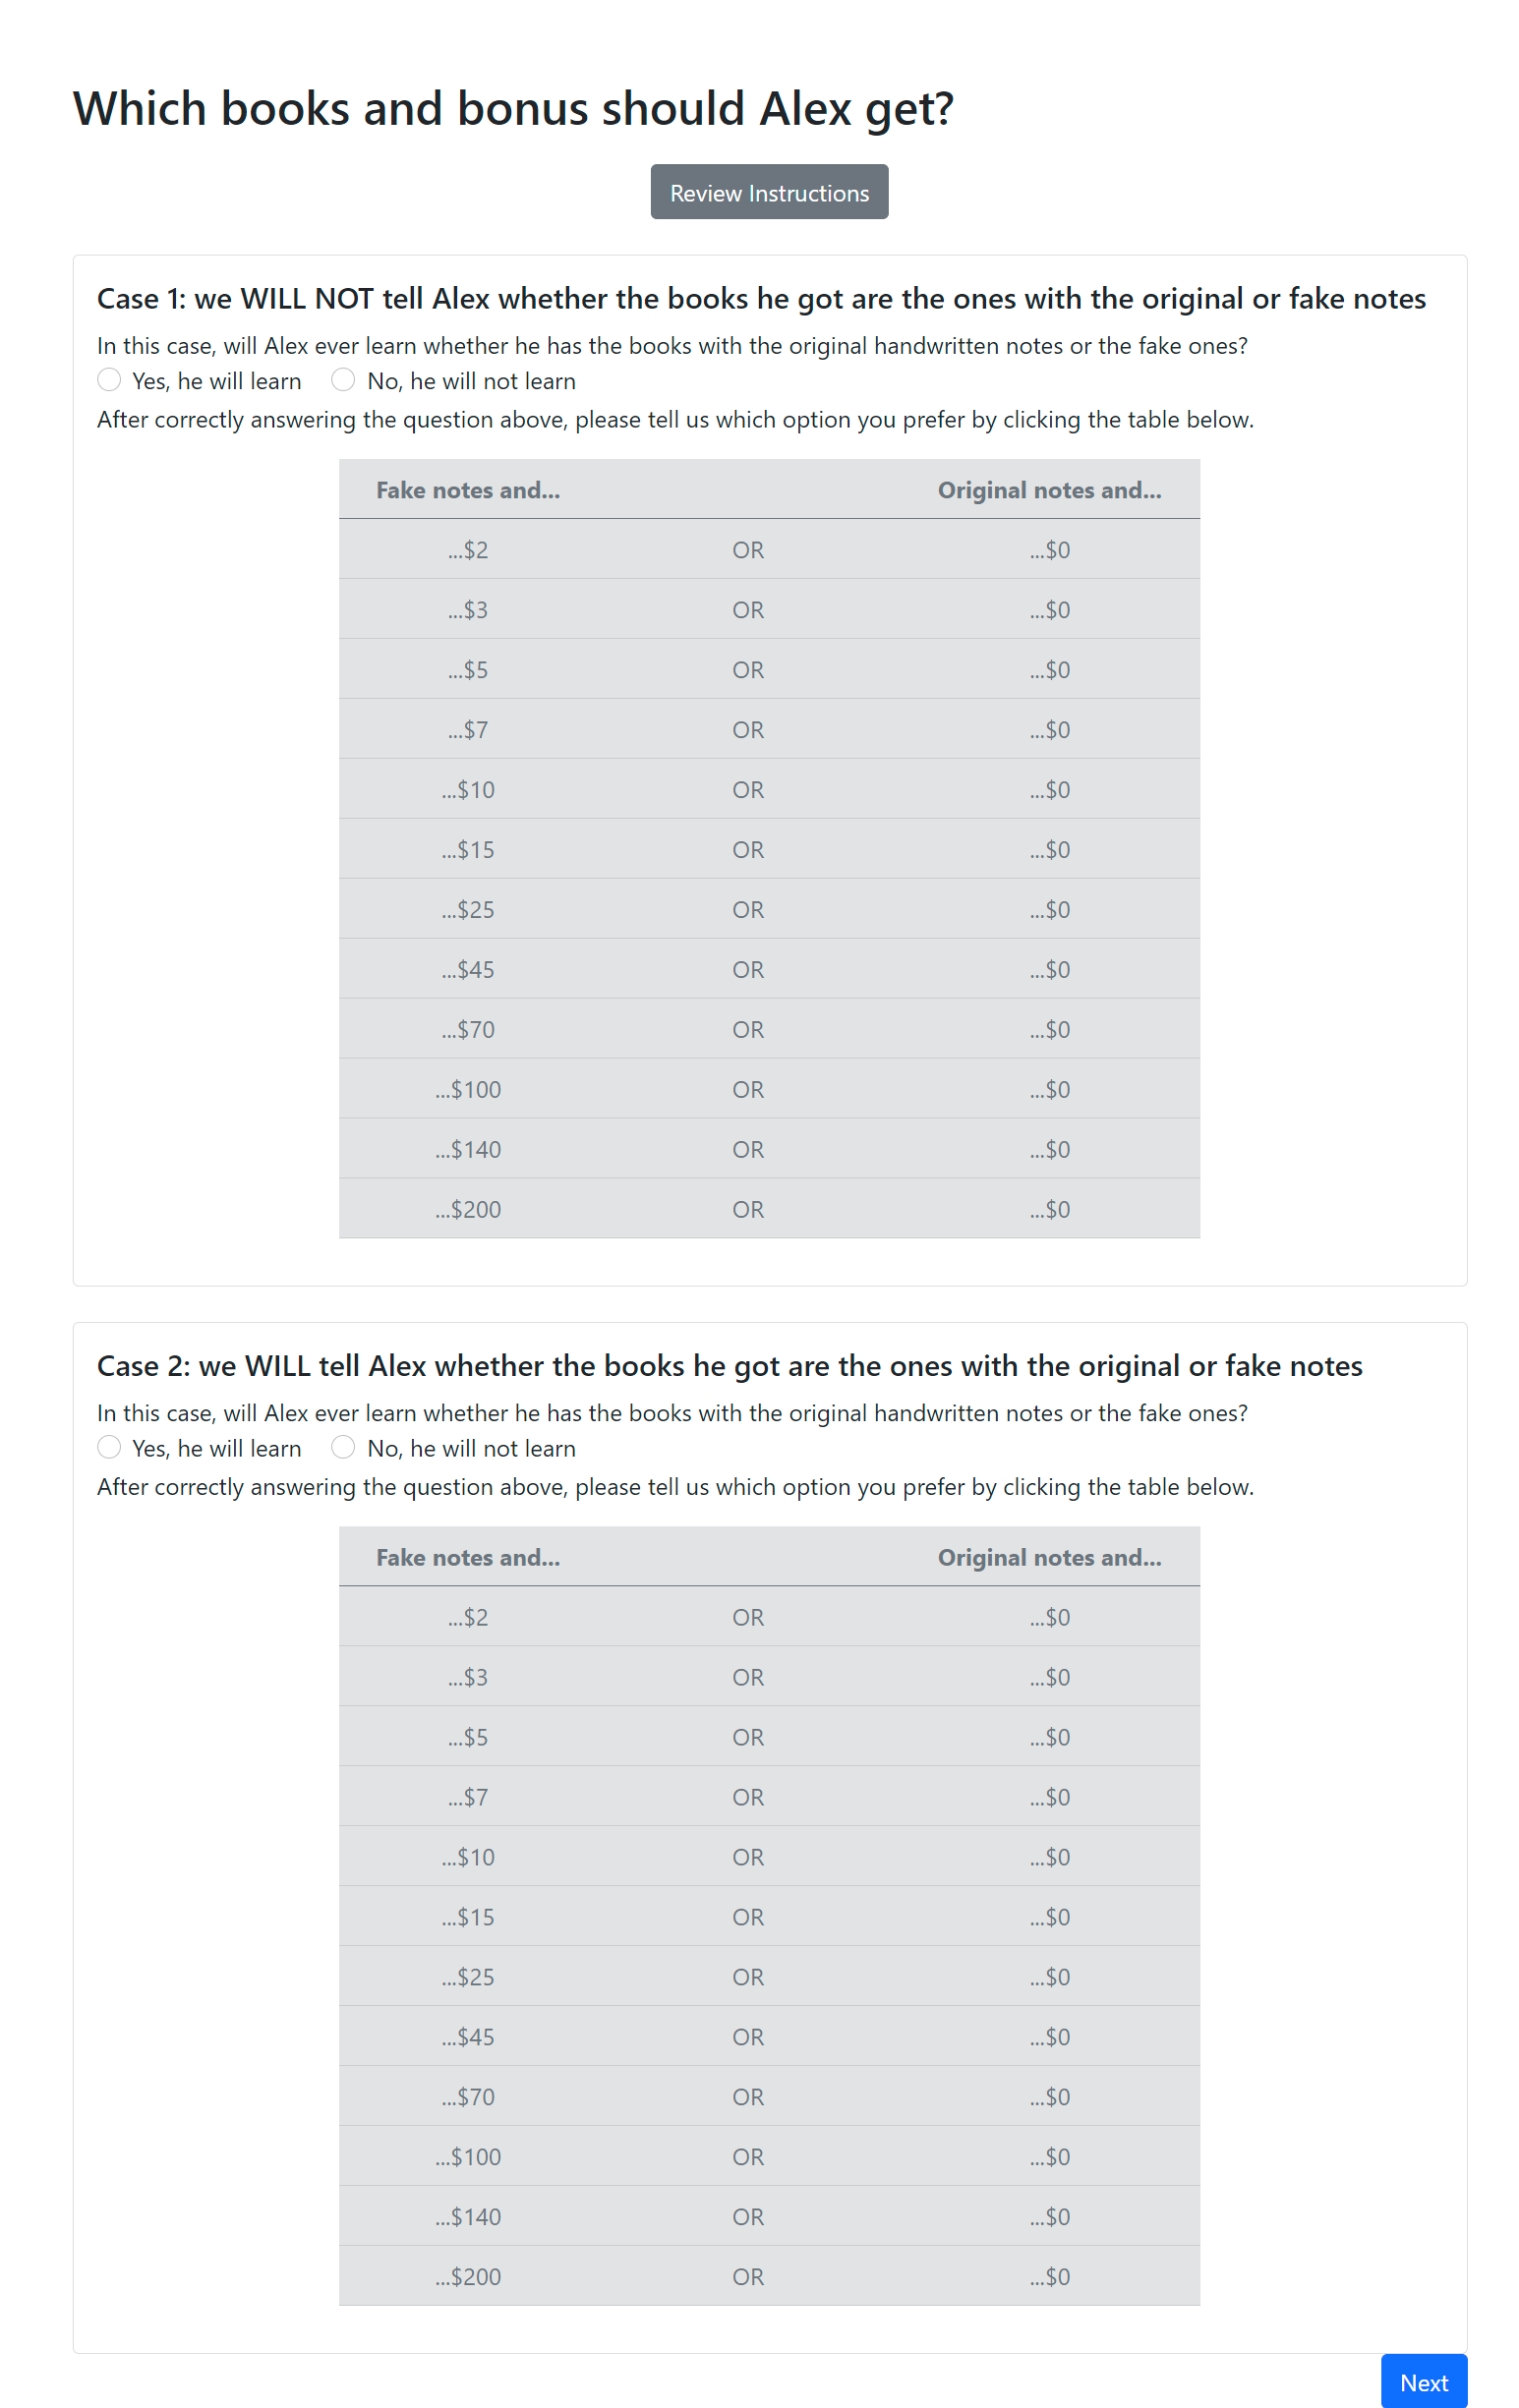 Which books and bonus should Alex get?
Review Instructions
Case 1: we WILL NOT tell Alex whether the books he got are the ones with the original or fake notes
In this case, will Alex ever learn whether he has the books with the original handwritten notes or the fake ones?
Yes, he will learn No, he will not learn
After correctly answering the question above, please tell us which option you prefer by clicking the table below.
Fake notes and... Original notes and...
...$2 OR ...$0
...$3 OR ...$0
...$5 OR ...$0
...$7 OR ...$0
...$10 OR ...$0
...$15 OR ...$0
...$25 OR ...$0
...$45 OR ...$0
...$70 OR ...$0
...$100 OR ...$0
...$140 OR ...$0
...$200 OR ...$0
Case 2: we WILL tell Alex whether the books he got are the ones with the original or fake notes
In this case, will Alex ever learn whether he has the books with the original handwritten notes or the fake ones?
Yes, he will learn No, he will not learn
After correctly answering the question above, please tell us which option you prefer by clicking the table below.
Fake notes and... Original notes and...
...$2 OR ...$0
...$3 OR ...$0
...$5 OR ...$0
...$7 OR ...$0
...$10 OR ...$0
...$15 OR ...$0
...$25 OR ...$0
...$45 OR ...$0
...$70 OR ...$0
...$100 OR ...$0
...$140 OR ...$0
...$200 OR ...$0
Next